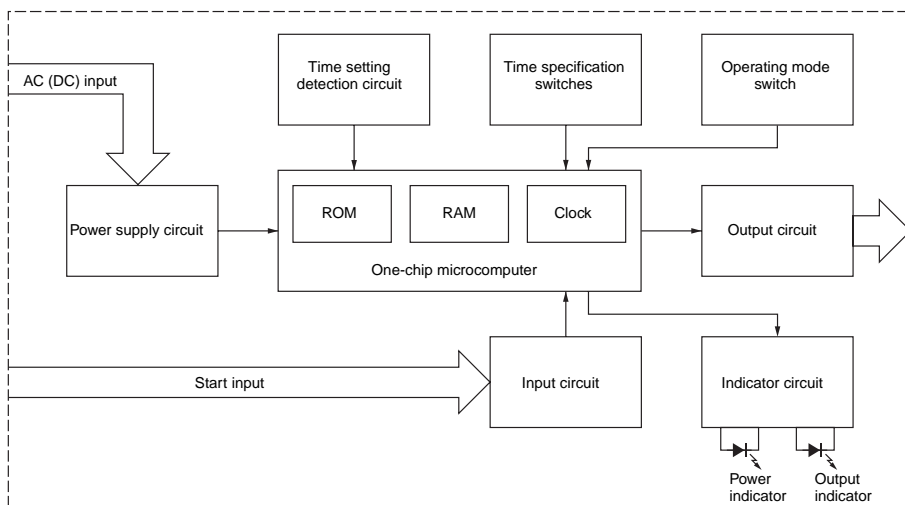 AC (DC) input
Time setting
detection circuit
Time specification
switches
Operating mode
switch
Power supply circuit
ROM
RAM
Clock
One-chip microcomputer
Output circuit
Start input
Input circuit
Indicator circuit
Power
indicator
Output
indicator